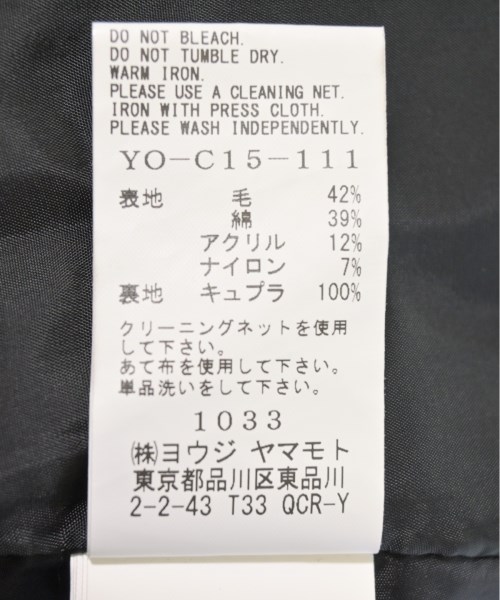 DO NOT BLEACH.
DO NOT TUMBLE DRY.
WARM IRON.
PLEASE USE A CLEANING NET.
IRON WITH PRESS CLOTH.
PLEASE WASH INDEPENDENTLY.
YO-C15-111
表地 毛 42%
綿 39%
アクリル 12%
ナイロン 7%
裏地 キュプラ 100%
クリーニングネットを使用
して下さい。
あて布を使用して下さい。
単品洗いをして下さい。
1033
㈱ヨウジ ヤマモト
東京都品川区東品川
2-2-43 T33 QCR-Y